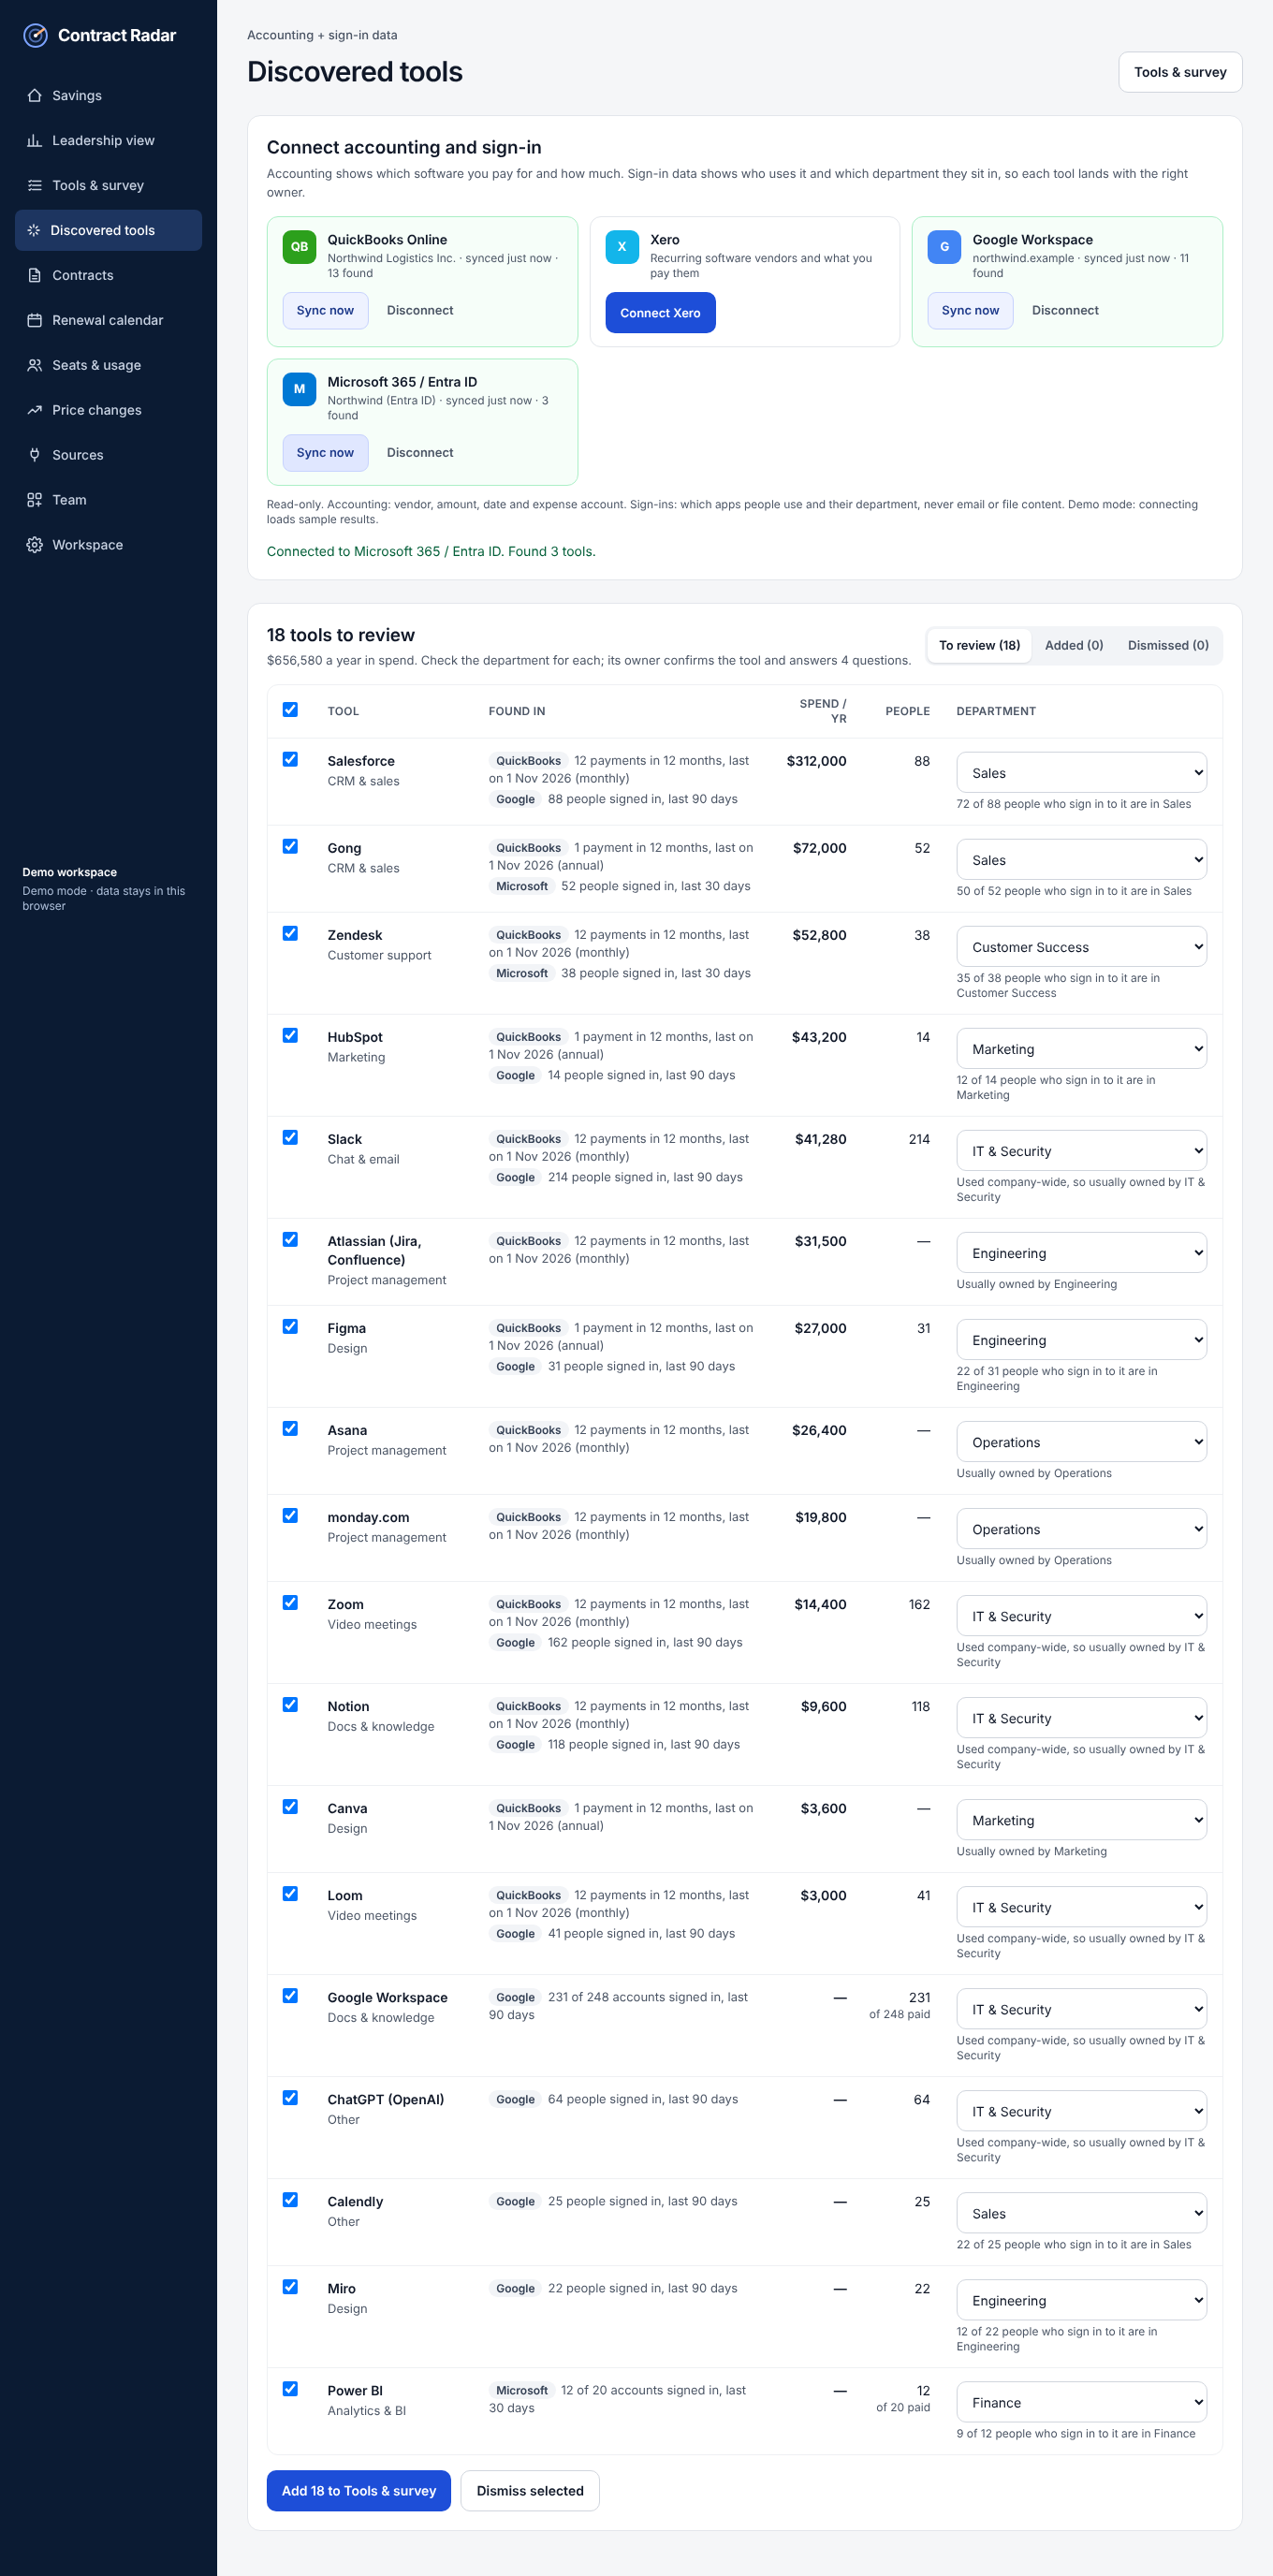 Contract Radar
Savings
Leadership view
Tools & survey
Discovered tools
Contracts
Renewal calendar
Seats & usage
Price changes
Sources
Team
Workspace
Demo workspace
Demo mode · data stays in this
browser
Accounting + sign-in data
Discovered tools
Tools & survey
Connect accounting and sign-in
Accounting shows which software you pay for and how much. Sign-in data shows who uses it and which department they sit in, so each tool lands with the right
owner.
QB
QuickBooks Online
Northwind Logistics Inc. · synced just now ·
13 found
Sync now
Disconnect
X
Xero
Recurring software vendors and what you
pay them
Connect Xero
G
Google Workspace
northwind.example · synced just now · 11
found
Sync now
Disconnect
M
Microsoft 365 / Entra ID
Northwind (Entra ID) · synced just now · 3
found
Sync now
Disconnect
Read-only. Accounting: vendor, amount, date and expense account. Sign-ins: which apps people use and their department, never email or file content. Demo mode: connecting
loads sample results.
Connected to Microsoft 365 / Entra ID. Found 3 tools.
18 tools to review
$656,580 a year in spend. Check the department for each; its owner confirms the tool and answers 4 questions.
To review (18)
Added (0)
Dismissed (0)
TOOL
FOUND IN
SPEND /
YR
PEOPLE
DEPARTMENT
Salesforce
CRM & sales
QuickBooks 12 payments in 12 months, last
on 1 Nov 2026 (monthly)
Google 88 people signed in, last 90 days
$312,000
88
Sales
72 of 88 people who sign in to it are in Sales
Gong
CRM & sales
QuickBooks 1 payment in 12 months, last on
1 Nov 2026 (annual)
Microsoft 52 people signed in, last 30 days
$72,000
52
Sales
50 of 52 people who sign in to it are in Sales
Zendesk
Customer support
QuickBooks 12 payments in 12 months, last
on 1 Nov 2026 (monthly)
Microsoft 38 people signed in, last 30 days
$52,800
38
Customer Success
35 of 38 people who sign in to it are in
Customer Success
HubSpot
Marketing
QuickBooks 1 payment in 12 months, last on
1 Nov 2026 (annual)
Google 14 people signed in, last 90 days
$43,200
14
Marketing
12 of 14 people who sign in to it are in
Marketing
Slack
Chat & email
QuickBooks 12 payments in 12 months, last
on 1 Nov 2026 (monthly)
Google 214 people signed in, last 90 days
$41,280
214
IT & Security
Used company-wide, so usually owned by IT &
Security
Atlassian (Jira,
Confluence)
Project management
QuickBooks 12 payments in 12 months, last
on 1 Nov 2026 (monthly)
$31,500
—
Engineering
Usually owned by Engineering
Figma
Design
QuickBooks 1 payment in 12 months, last on
1 Nov 2026 (annual)
Google 31 people signed in, last 90 days
$27,000
31
Engineering
22 of 31 people who sign in to it are in
Engineering
Asana
Project management
QuickBooks 12 payments in 12 months, last
on 1 Nov 2026 (monthly)
$26,400
—
Operations
Usually owned by Operations
monday.com
Project management
QuickBooks 12 payments in 12 months, last
on 1 Nov 2026 (monthly)
$19,800
—
Operations
Usually owned by Operations
Zoom
Video meetings
QuickBooks 12 payments in 12 months, last
on 1 Nov 2026 (monthly)
Google 162 people signed in, last 90 days
$14,400
162
IT & Security
Used company-wide, so usually owned by IT &
Security
Notion
Docs & knowledge
QuickBooks 12 payments in 12 months, last
on 1 Nov 2026 (monthly)
Google 118 people signed in, last 90 days
$9,600
118
IT & Security
Used company-wide, so usually owned by IT &
Security
Canva
Design
QuickBooks 1 payment in 12 months, last on
1 Nov 2026 (annual)
$3,600
—
Marketing
Usually owned by Marketing
Loom
Video meetings
QuickBooks 12 payments in 12 months, last
on 1 Nov 2026 (monthly)
Google 41 people signed in, last 90 days
$3,000
41
IT & Security
Used company-wide, so usually owned by IT &
Security
Google Workspace
Docs & knowledge
Google 231 of 248 accounts signed in, last
90 days
—
231
of 248 paid
IT & Security
Used company-wide, so usually owned by IT &
Security
ChatGPT (OpenAI)
Other
Google 64 people signed in, last 90 days
—
64
IT & Security
Used company-wide, so usually owned by IT &
Security
Calendly
Other
Google 25 people signed in, last 90 days
—
25
Sales
22 of 25 people who sign in to it are in Sales
Miro
Design
Google 22 people signed in, last 90 days
—
22
Engineering
12 of 22 people who sign in to it are in
Engineering
Power BI
Analytics & BI
Microsoft 12 of 20 accounts signed in, last
30 days
—
12
of 20 paid
Finance
9 of 12 people who sign in to it are in Finance
Add 18 to Tools & survey
Dismiss selected